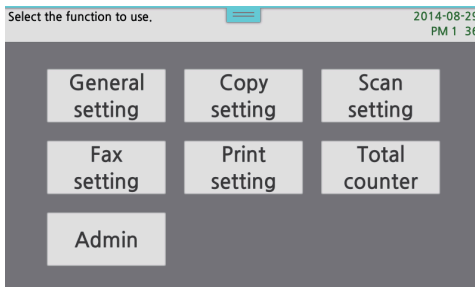 Select the function to use.
2014-08-29
PM 1 36
General setting
Copy setting
Scan setting
Fax setting
Print setting
Total counter
Admin